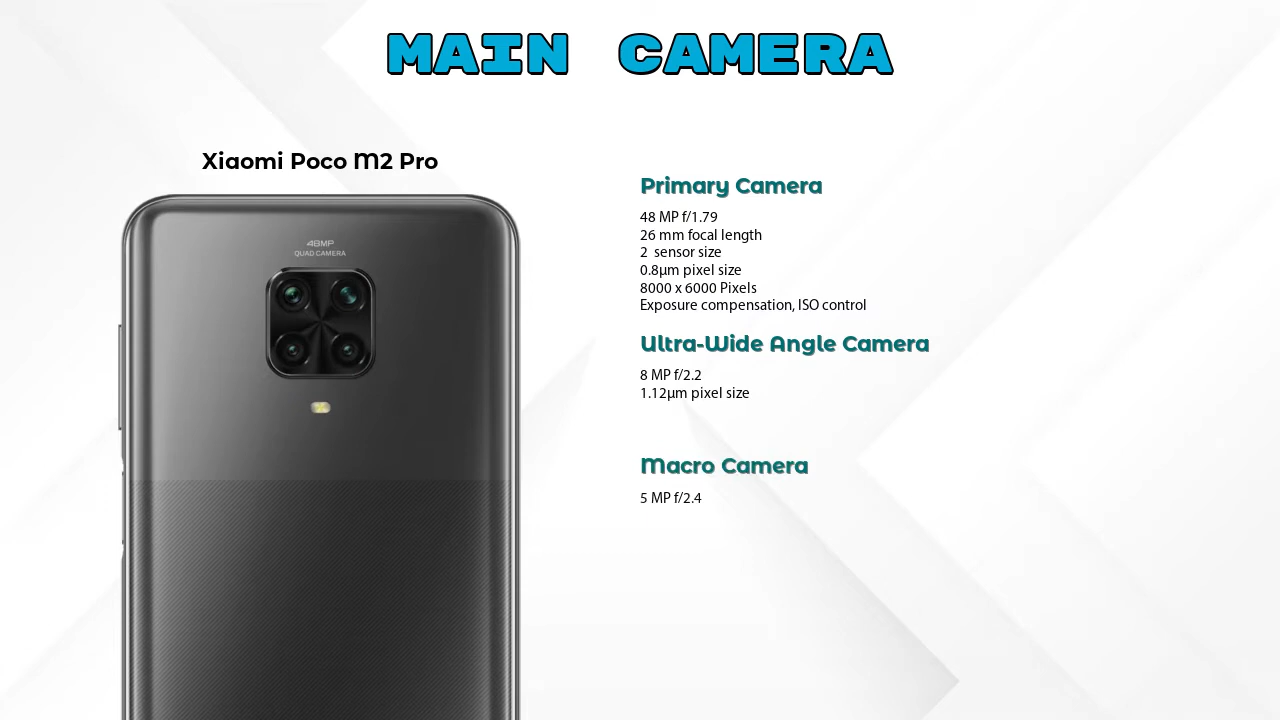 MAIN CAMERA
Xiaomi Poco M2 Pro
48MP
QUAD CAMERA
Primary Camera
48 MP f/1.79
26 mm focal length
2  sensor size
0.8µm pixel size
8000 x 6000 Pixels
Exposure compensation, ISO control
Ultra-Wide Angle Camera
8 MP f/2.2
1.12µm pixel size
Macro Camera
5 MP f/2.4